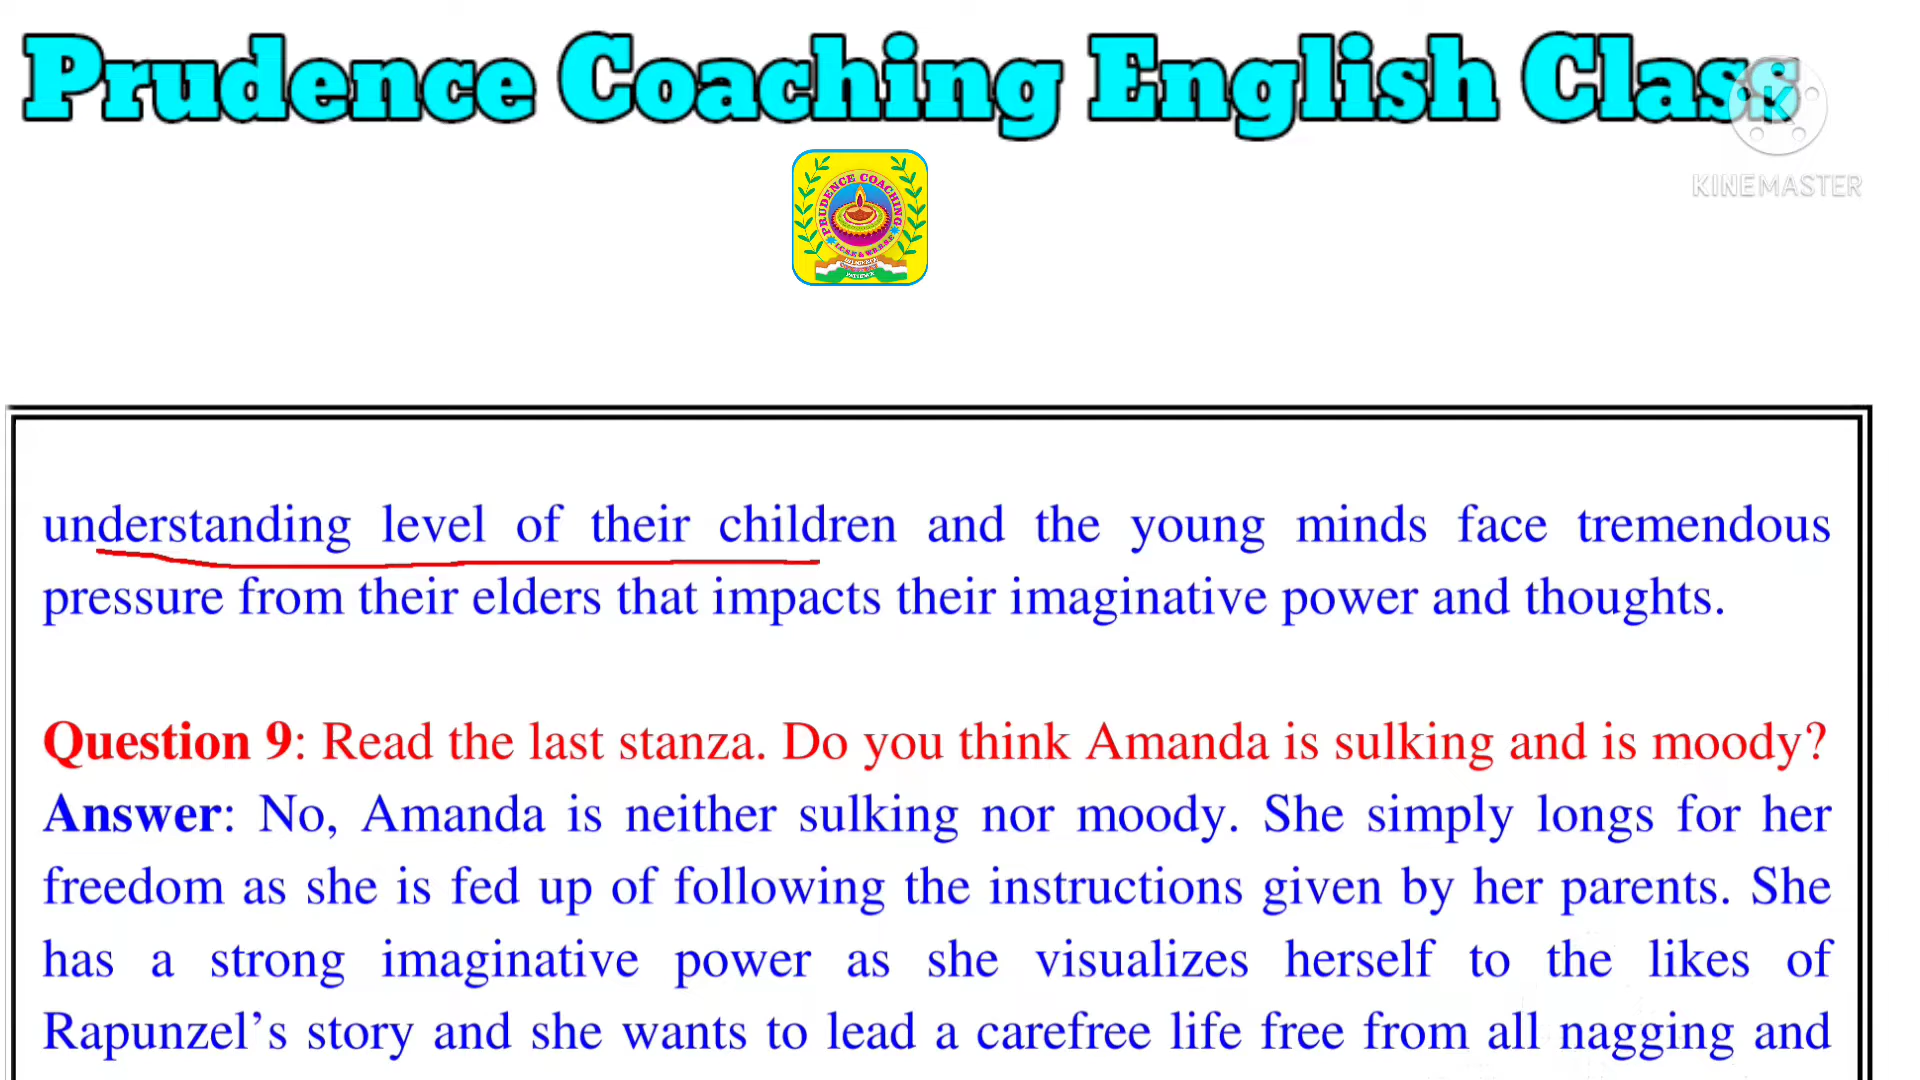 Prudence Coaching English Class
KINEMASTER
PRUDENCE COACHING
understanding level of their children and the young minds face tremendous
pressure from their elders that impacts their imaginative power and thoughts.
Question 9: Read the last stanza. Do you think Amanda is sulking and is moody?
Answer: No, Amanda is neither sulking nor moody. She simply longs for her
freedom as she is fed up of following the instructions given by her parents. She
has a strong imaginative power as she visualizes herself to the likes of
Rapunzel’s story and she wants to lead a carefree life free from all nagging and